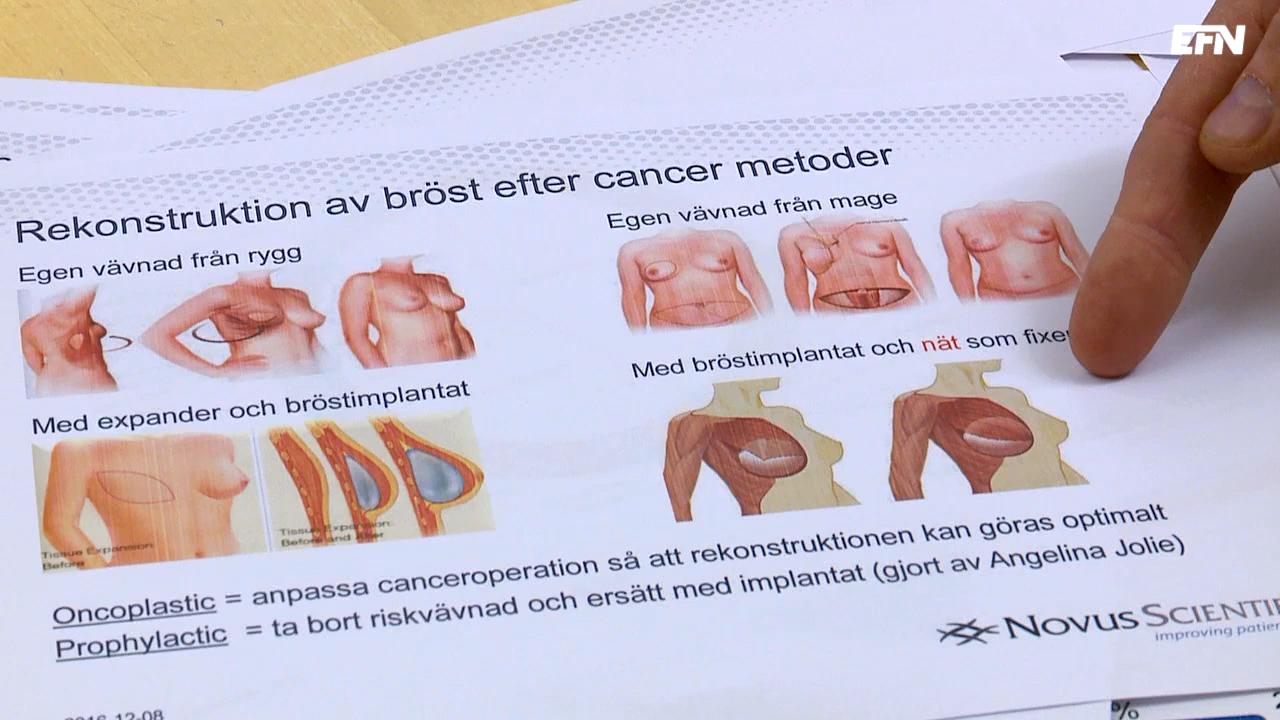 EFN
Rekonstruktion av bröst efter cancer metoder
Egen vävnad från rygg
Egen vävnad från mage
Med expander och bröstimplantat
Med bröstimplantat och nät som fixe
Tissue Expansion:
Before
Tissue Expansion:
Before and After
Oncoplastic = anpassa canceroperation så att rekonstruktionen kan göras optimalt
Prophylactic = ta bort riskvävnad och ersätt med implantat (gjort av Angelina Jolie)
NOVUS SCIENTIF
improving patie
2016-12-08
%